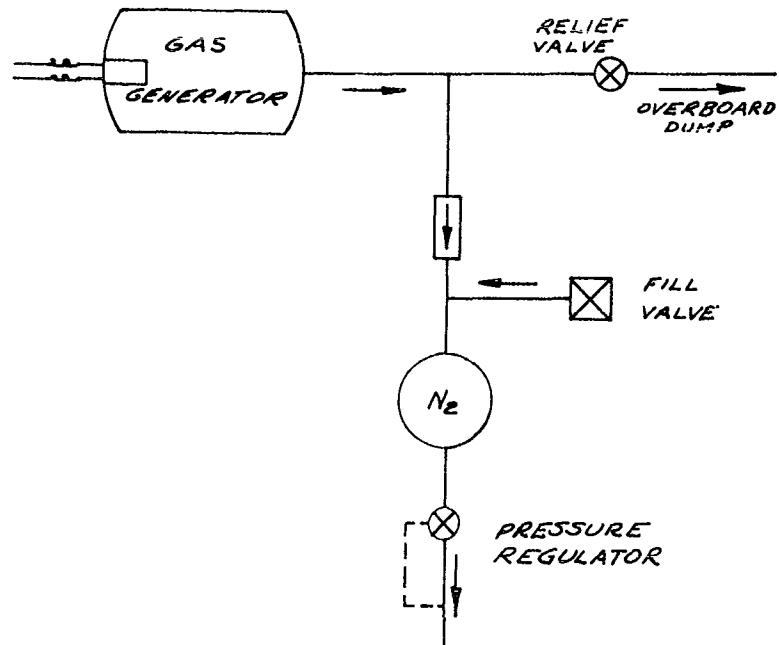 GAS
GENERATOR
RELIEF
VALVE
OVERBOARD
DUMP
FILL
VALVE
N2
PRESSURE
REGULATOR